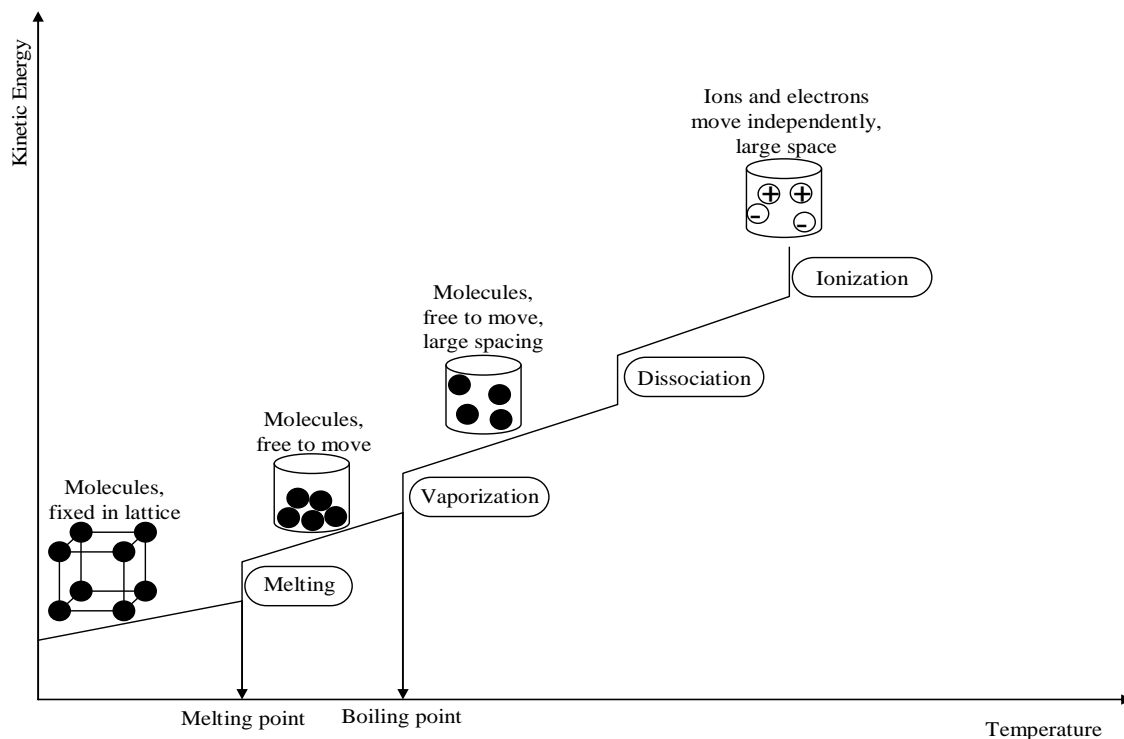 Kinetic Energy
Ions and electrons
move independently,
large space
+ +
- -
Ionization
Molecules,
free to move,
large spacing
Dissociation
Molecules,
free to move
Vaporization
Molecules,
fixed in lattice
Melting
Melting point
Boiling point
Temperature